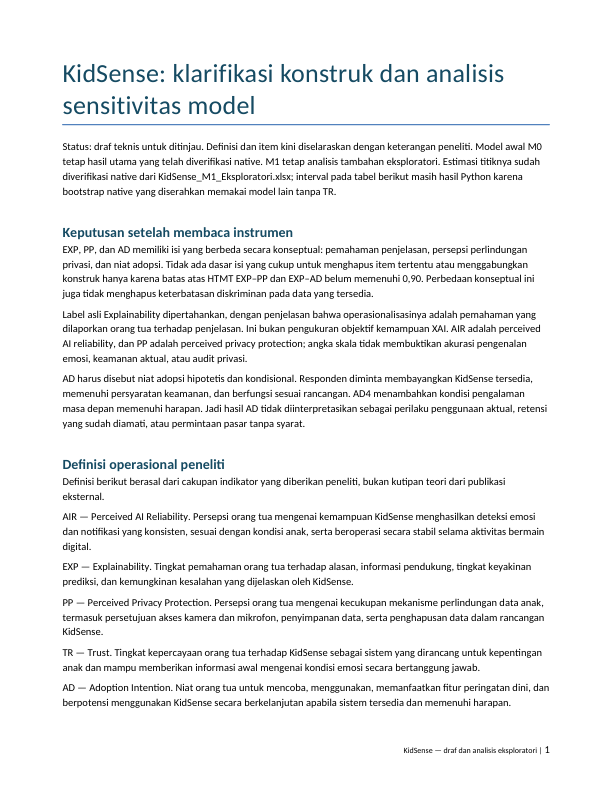 KidSense: klarifikasi konstruk dan analisis
sensitivitas model
Status: draf teknis untuk ditinjau. Definisi dan item kini diselaraskan dengan keterangan peneliti. Model awal M0
tetap hasil utama yang telah diverifikasi native. M1 tetap analisis tambahan eksploratori. Estimasi titiknya sudah
diverifikasi native dari KidSense_M1_Eksploratori.xlsx; interval pada tabel berikut masih hasil Python karena
bootstrap native yang diserahkan memakai model lain tanpa TR.
Keputusan setelah membaca instrumen
EXP, PP, dan AD memiliki isi yang berbeda secara konseptual: pemahaman penjelasan, persepsi perlindungan
privasi, dan niat adopsi. Tidak ada dasar isi yang cukup untuk menghapus item tertentu atau menggabungkan
konstruk hanya karena batas atas HTMT EXP–PP dan EXP–AD belum memenuhi 0,90. Perbedaan konseptual ini
juga tidak menghapus keterbatasan diskriminan pada data yang tersedia.
Label asli Explainability dipertahankan, dengan penjelasan bahwa operasionalisasinya adalah pemahaman yang
dilaporkan orang tua terhadap penjelasan. Ini bukan pengukuran objektif kemampuan XAI. AIR adalah perceived
AI reliability, dan PP adalah perceived privacy protection; angka skala tidak membuktikan akurasi pengenalan
emosi, keamanan aktual, atau audit privasi.
AD harus disebut niat adopsi hipotetis dan kondisional. Responden diminta membayangkan KidSense tersedia,
memenuhi persyaratan keamanan, dan berfungsi sesuai rancangan. AD4 menambahkan kondisi pengalaman
masa depan memenuhi harapan. Jadi hasil AD tidak diinterpretasikan sebagai perilaku penggunaan aktual, retensi
yang sudah diamati, atau permintaan pasar tanpa syarat.
Definisi operasional peneliti
Definisi berikut berasal dari cakupan indikator yang diberikan peneliti, bukan kutipan teori dari publikasi
eksternal.
AIR — Perceived AI Reliability. Persepsi orang tua mengenai kemampuan KidSense menghasilkan deteksi emosi
dan notifikasi yang konsisten, sesuai dengan kondisi anak, serta beroperasi secara stabil selama aktivitas bermain
digital.
EXP — Explainability. Tingkat pemahaman orang tua terhadap alasan, informasi pendukung, tingkat keyakinan
prediksi, dan kemungkinan kesalahan yang dijelaskan oleh KidSense.
PP — Perceived Privacy Protection. Persepsi orang tua mengenai kecukupan mekanisme perlindungan data anak,
termasuk persetujuan akses kamera dan mikrofon, penyimpanan data, serta penghapusan data dalam rancangan
KidSense.
TR — Trust. Tingkat kepercayaan orang tua terhadap KidSense sebagai sistem yang dirancang untuk kepentingan
anak dan mampu memberikan informasi awal mengenai kondisi emosi secara bertanggung jawab.
AD — Adoption Intention. Niat orang tua untuk mencoba, menggunakan, memanfaatkan fitur peringatan dini, dan
berpotensi menggunakan KidSense secara berkelanjutan apabila sistem tersedia dan memenuhi harapan.
KidSense — draf dan analisis eksploratori | 1